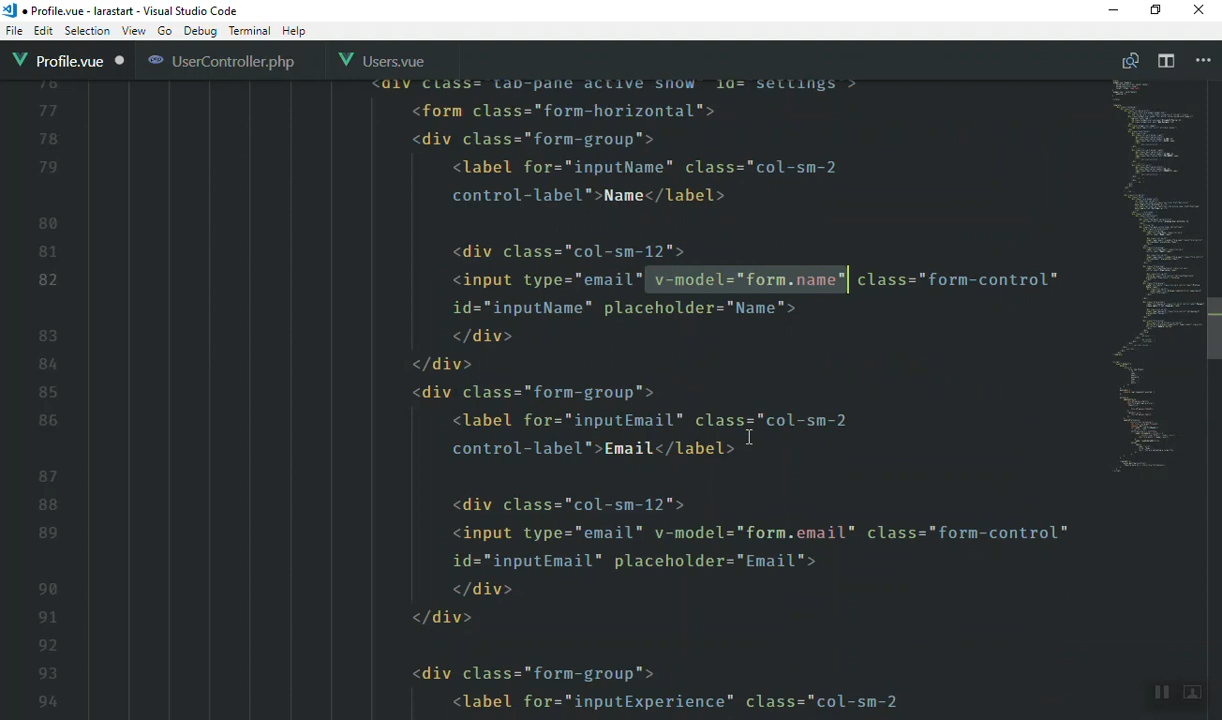 ● Profile.vue - larastart - Visual Studio Code
File Edit Selection View Go Debug Terminal Help
Profile.vue ● UserController.php Users.vue
76 <div class="tab-pane active show" id="settings">
77 <form class="form-horizontal">
78 <div class="form-group">
79 <label for="inputName" class="col-sm-2
control-label">Name</label>
80
81 <div class="col-sm-12">
82 <input type="email" v-model="form.name" class="form-control"
id="inputName" placeholder="Name">
83 </div>
84 </div>
85 <div class="form-group">
86 <label for="inputEmail" class="col-sm-2
control-label">Email</label>
87
88 <div class="col-sm-12">
89 <input type="email" v-model="form.email" class="form-control"
id="inputEmail" placeholder="Email">
90 </div>
91 </div>
92
93 <div class="form-group">
94 <label for="inputExperience" class="col-sm-2